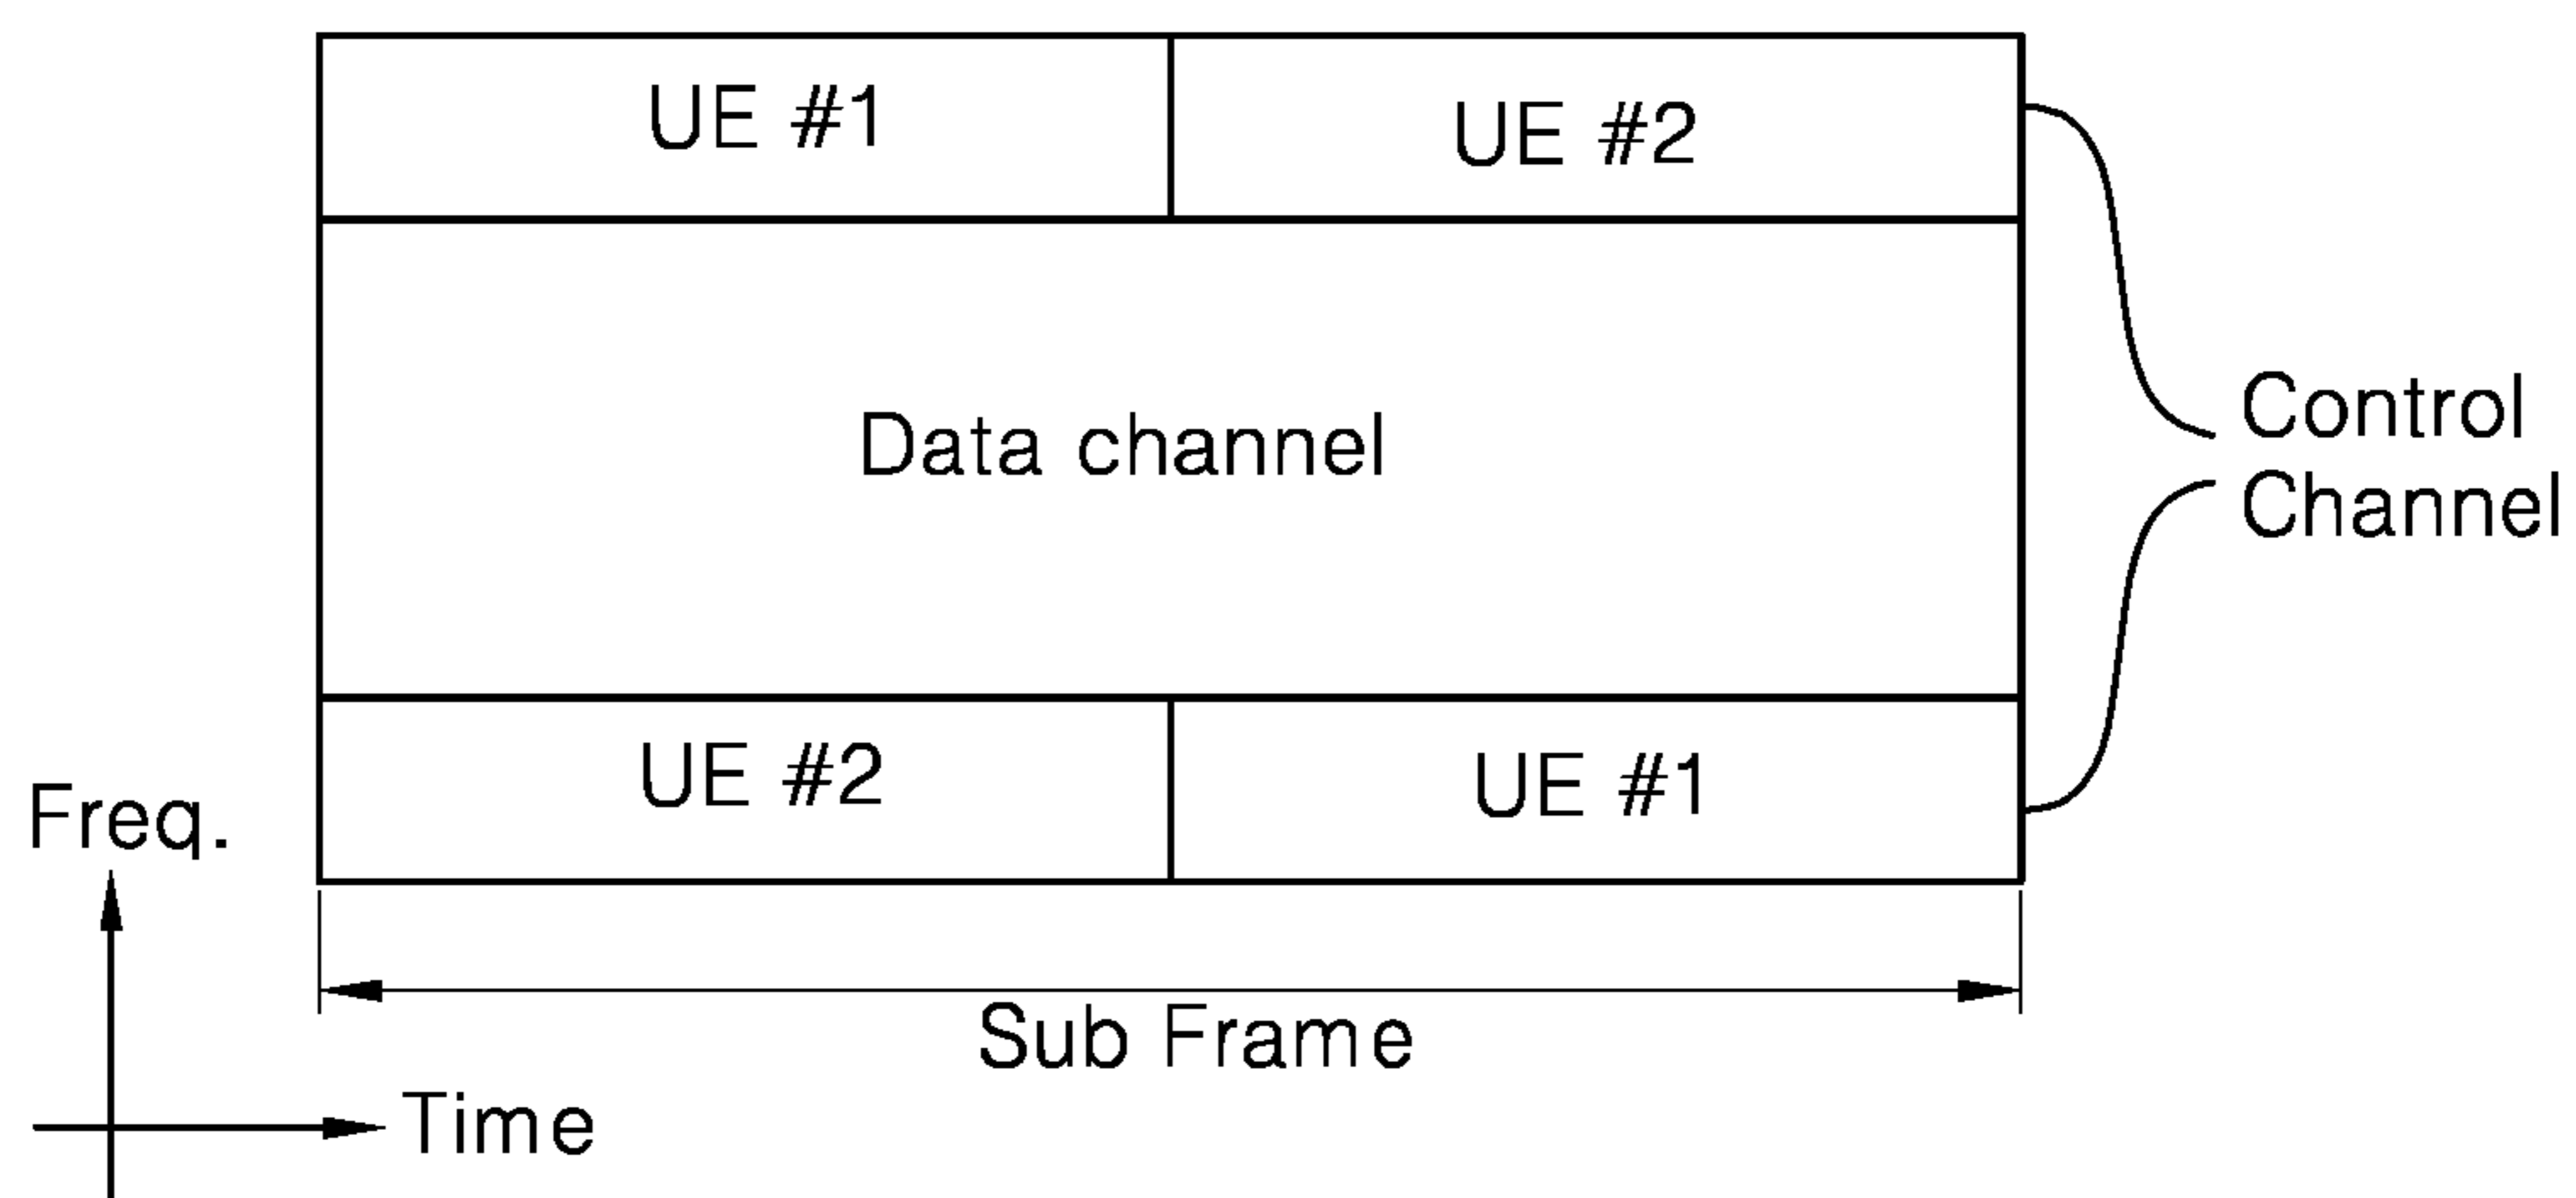 UE #1
UE #2
Data channel
Control
Channel
UE #2
UE #1
Freq.
Sub Frame
Time